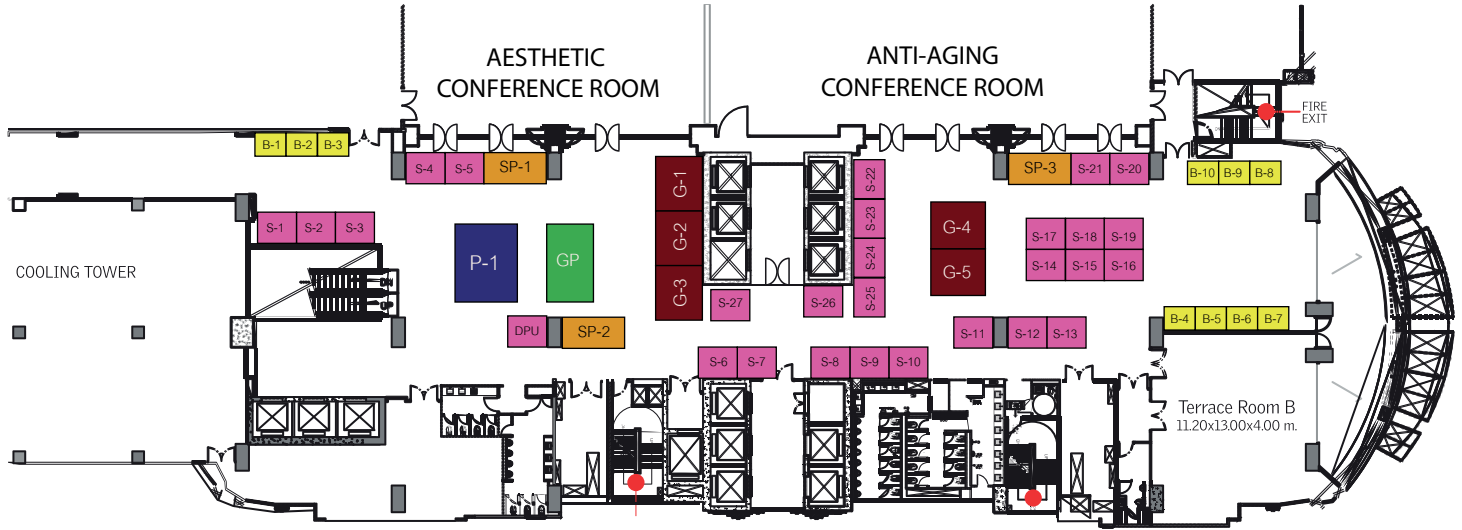 AESTHETIC
CONFERENCE ROOM
ANTI-AGING
CONFERENCE ROOM
FIRE
EXIT
B-1 B-2 B-3
S-4 S-5 SP-1
SP-3 S-21 S-20
B-10 B-9 B-8
G-1
G-2
G-3
S-22
S-23
S-24
S-25
S-1 S-2 S-3
P-1
GP
G-4
G-5
S-17 S-18 S-19
S-14 S-15 S-16
COOLING TOWER
S-27
S-26
DPU
SP-2
S-11 S-12 S-13
B-4 B-5 B-6 B-7
S-6 S-7
S-8 S-9 S-10
Terrace Room B
11.20x13.00x4.00 m.